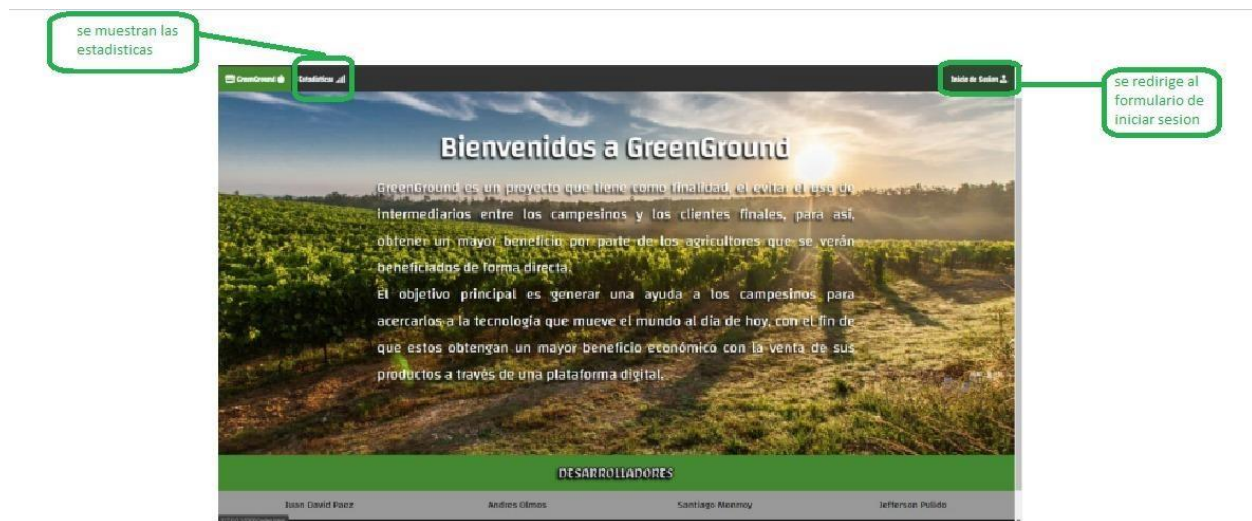 se muestran las
estadisticas
GreenGround
Estadisticas
Inicio de Sesion
se redirige al
formulario de
iniciar sesion
Bienvenidos a GreenGround
GreenGround es un proyecto que tiene como finalidad, el evitar el uso de
intermediarios entre los campesinos y los clientes finales, para así,
obtener un mayor beneficio por parte de los agricultores que se verán
beneficiados de forma directa.
El objetivo principal es generar una ayuda a los campesinos para
acercarlos a la tecnología que mueve el mundo al día de hoy, con el fin de
que estos obtengan un mayor beneficio económico con la venta de sus
productos a través de una plataforma digital.
DESARROLLADORES
Juan David Paez
Andres Olmos
Santiago Monroy
Jefferson Pulido